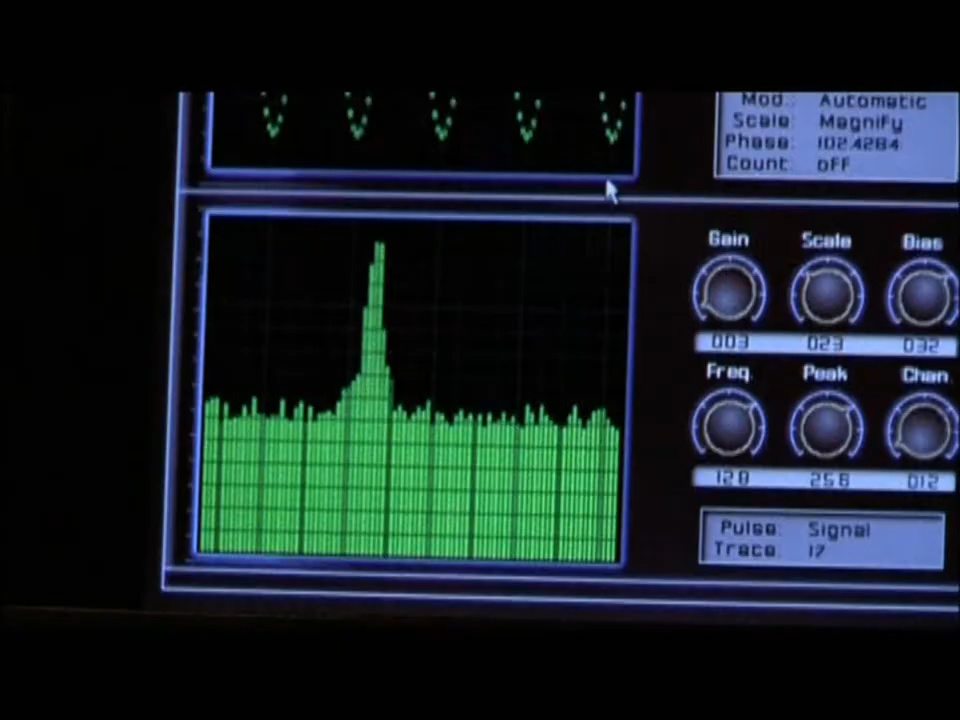 Mod.: Automatic
Scale: Magnify
Phase: 102.4284
Count: off
Gain Scale Bias
003 023 032
Freq. Peak Chan.
128 256 012
Pulse: Signal
Trace: 17